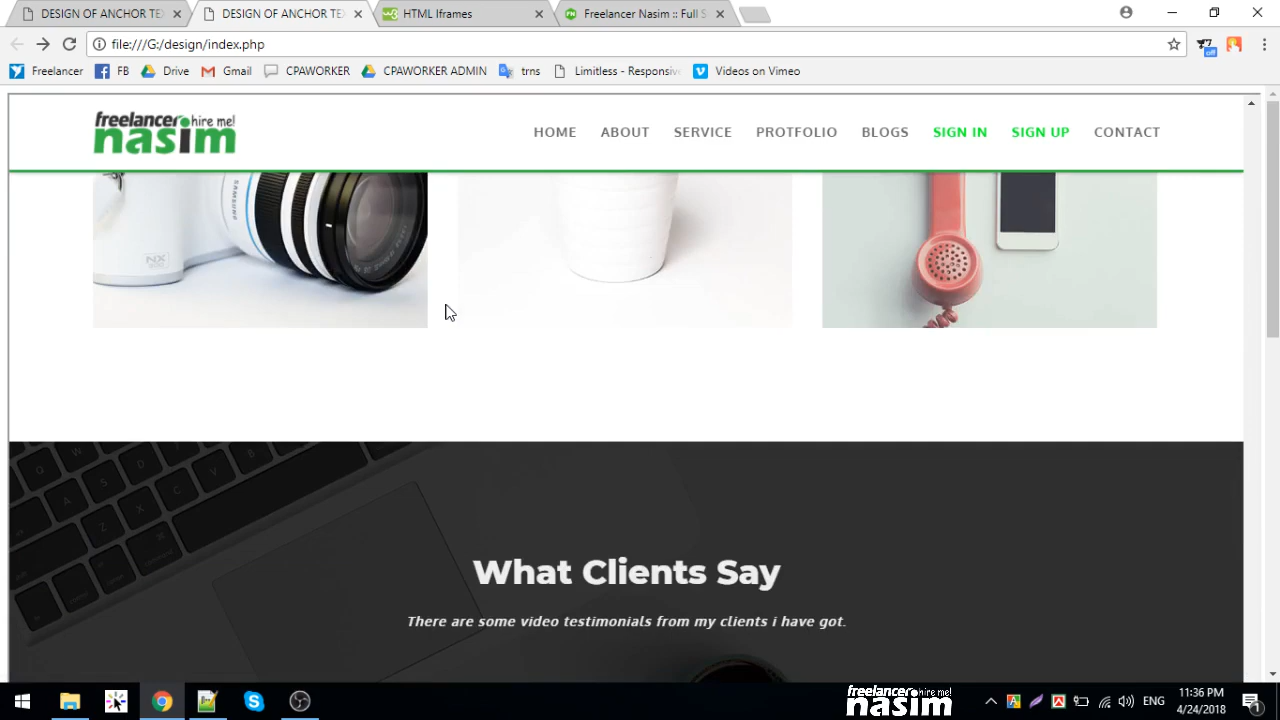 DESIGN OF ANCHOR TE
DESIGN OF ANCHOR TE
HTML Iframes
Freelancer Nasim :: Full S
file:///G:/design/index.php
Freelancer
FB
Drive
Gmail
CPAWORKER
CPAWORKER ADMIN
trns
Limitless - Responsiv
Videos on Vimeo
off
freelancer hire me!
nasim
HOME ABOUT SERVICE PROTFOLIO BLOGS SIGN IN SIGN UP CONTACT
SAMSUNG
NX
What Clients Say
There are some video testimonials from my clients i have got.
freelancer hire me!
nasim
ENG
11:36 PM
4/24/2018
1